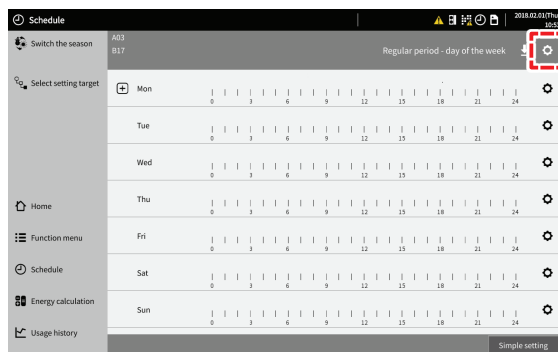 Schedule
2018.02.01(Thu
10:5
Switch the season
A03
B17
Regular period - day of the week
Select setting target
Mon
0 3 6 9 12 15 18 21 24
Tue
0 3 6 9 12 15 18 21 24
Wed
0 3 6 9 12 15 18 21 24
Thu
0 3 6 9 12 15 18 21 24
Home
Fri
0 3 6 9 12 15 18 21 24
Function menu
Sat
0 3 6 9 12 15 18 21 24
Schedule
Energy calculation
Sun
0 3 6 9 12 15 18 21 24
Usage history
Simple setting